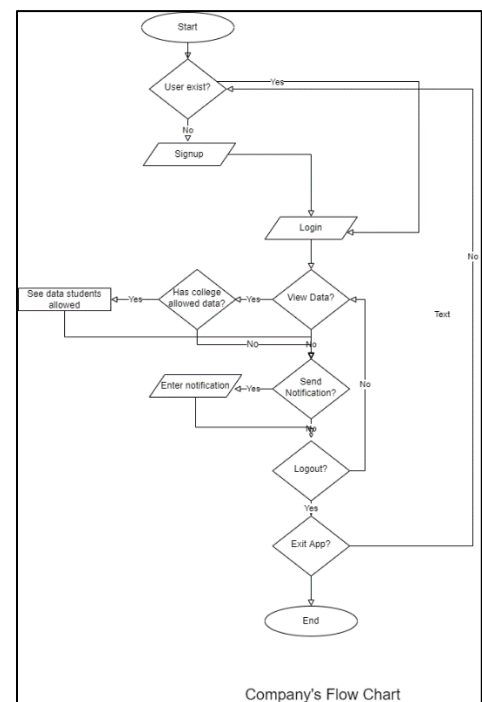 Start
User exist?
Yes
No
Signup
Login
No
See data students
allowed
Yes
Has college
allowed data?
Yes
View Data?
Text
No
No
Enter notification
Yes
Send
Notification?
No
No
Logout?
Yes
Exit App?
End
Company's Flow Chart